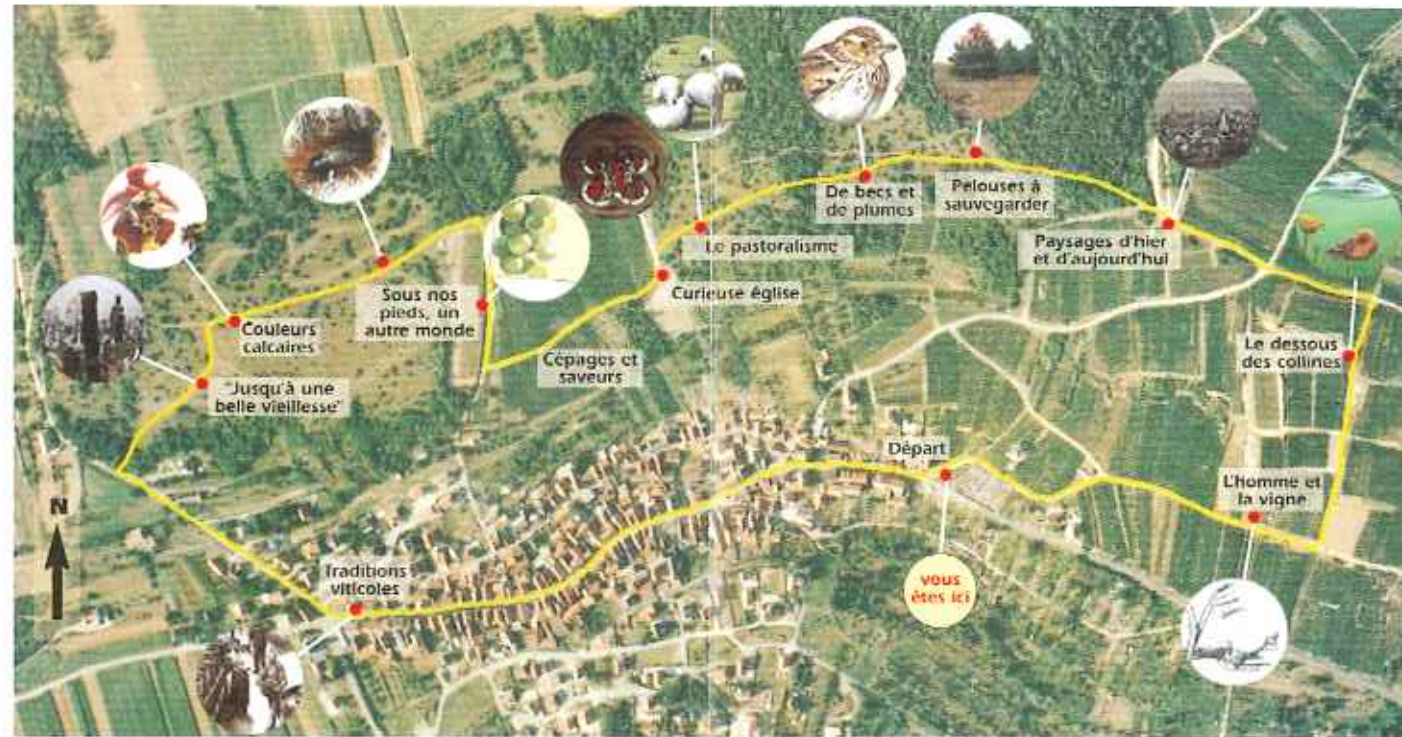 De becs et
de plumes
Pelouses à
sauvegarder
Le pastoralisme
Paysages d'hier
et d'aujourd'hui
Curieuse église
Sous nos
pieds, un
autre monde
Couleurs
calcaires
Cépages et
saveurs
Le dessous
des collines
"Jusqu'à une
belle vieillesse"
Départ
L'homme et
la vigne
N
Traditions
viticoles
vous
êtes ici